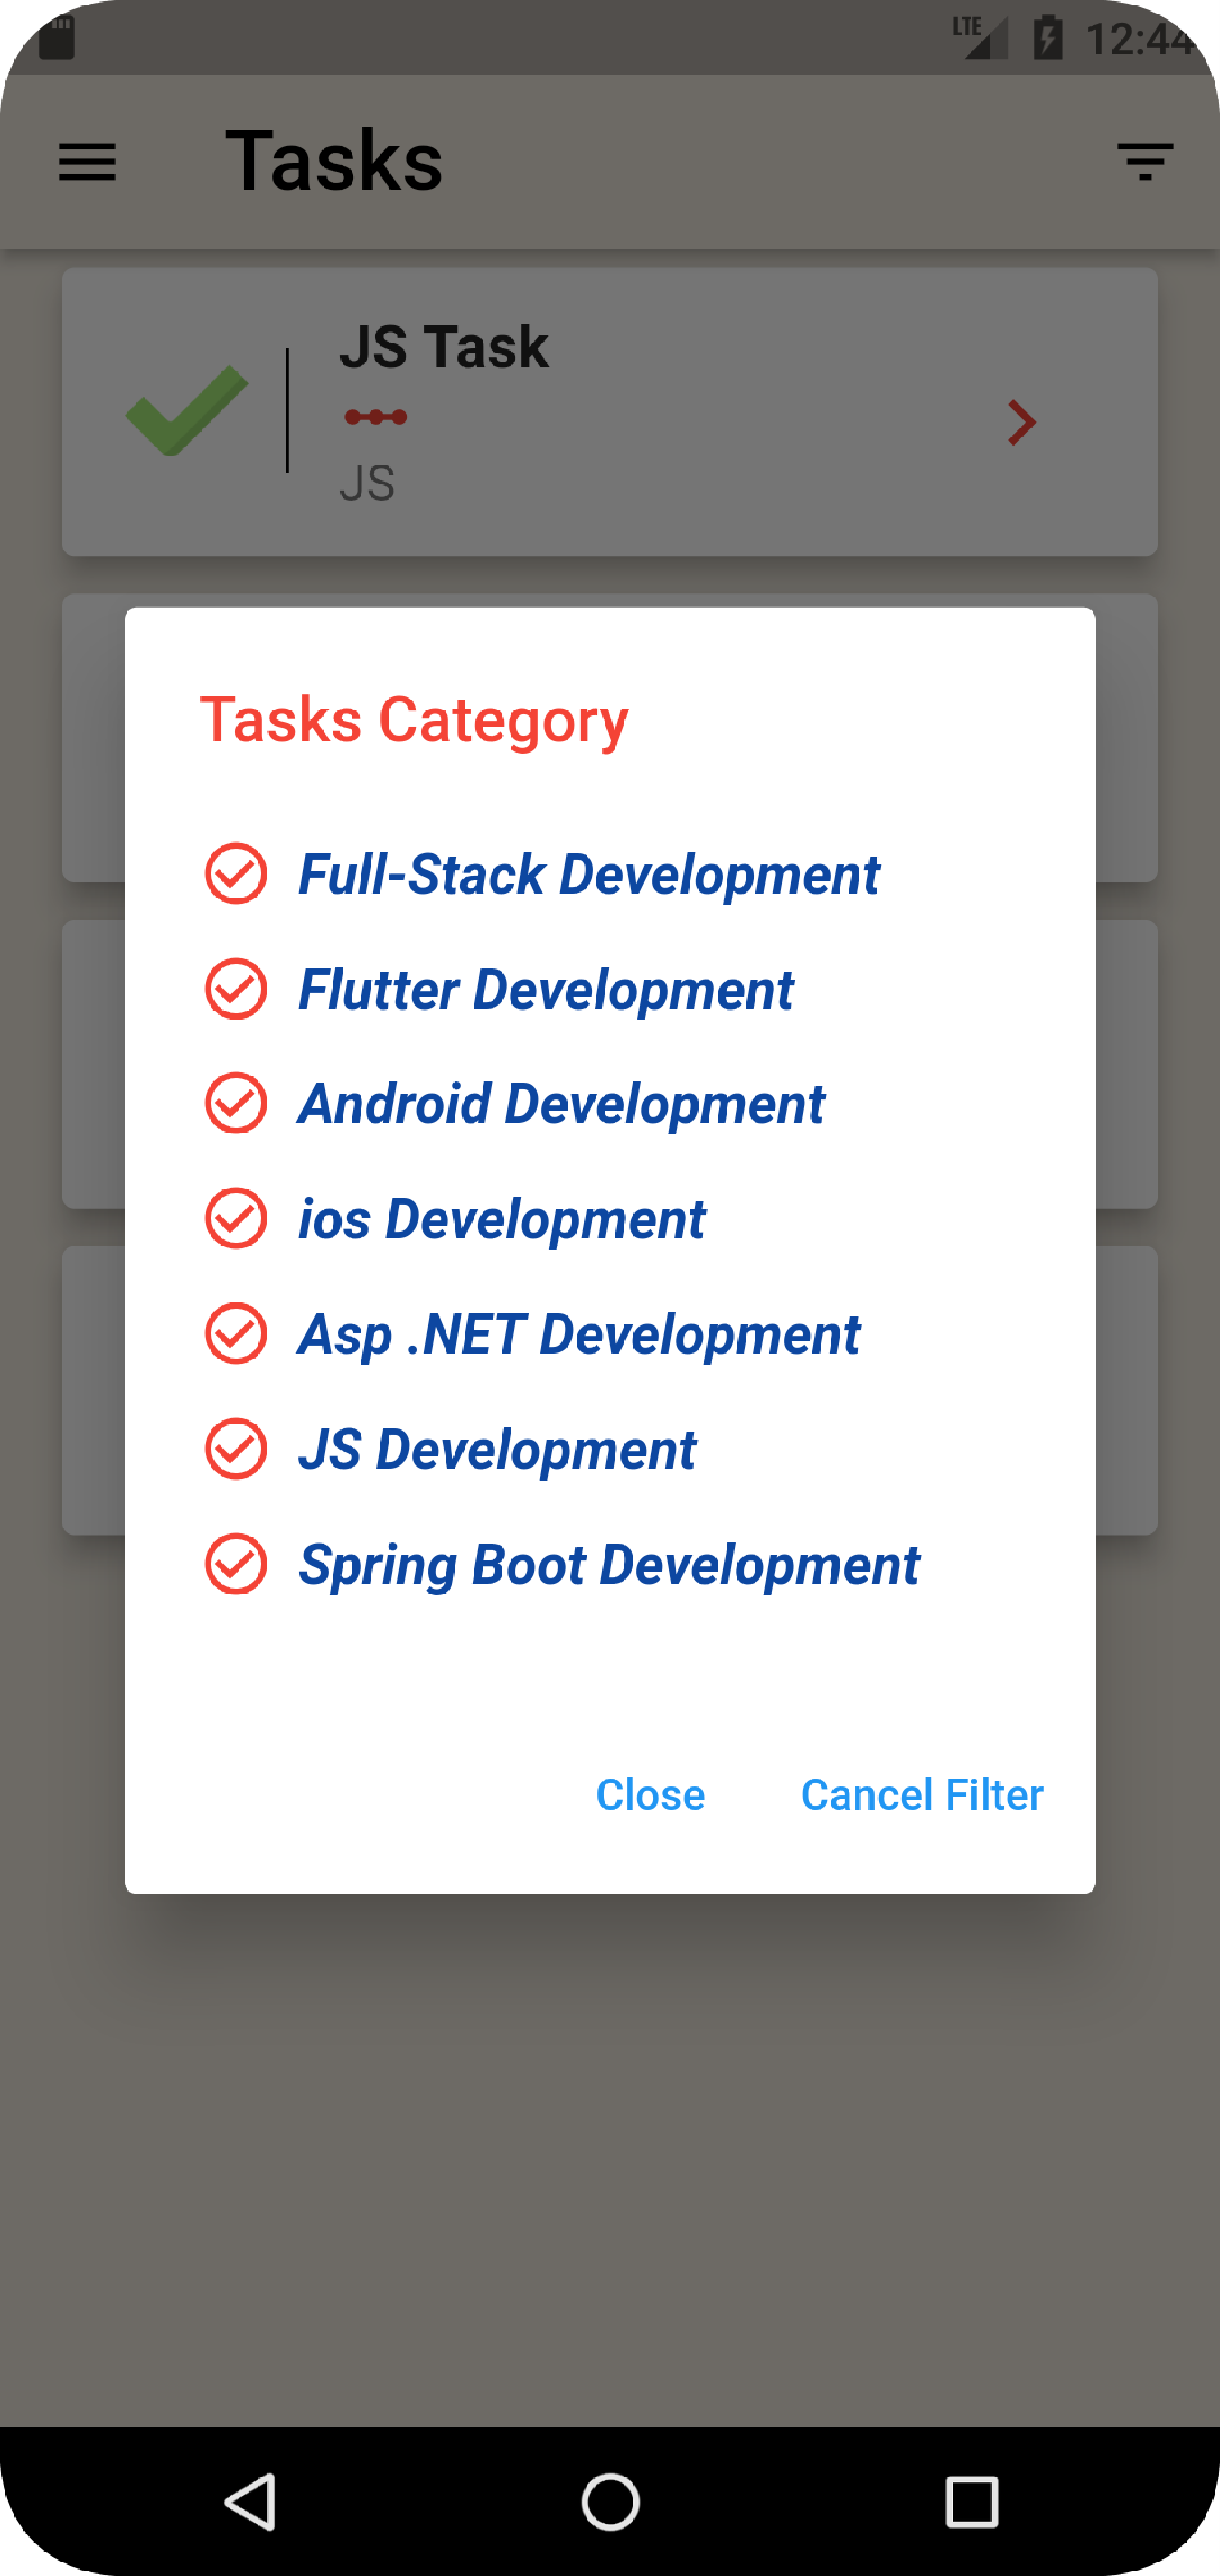 LTE 12:44
Tasks
JS Task
JS
Tasks Category
Full-Stack Development
Flutter Development
Android Development
ios Development
Asp .NET Development
JS Development
Spring Boot Development
Close Cancel Filter